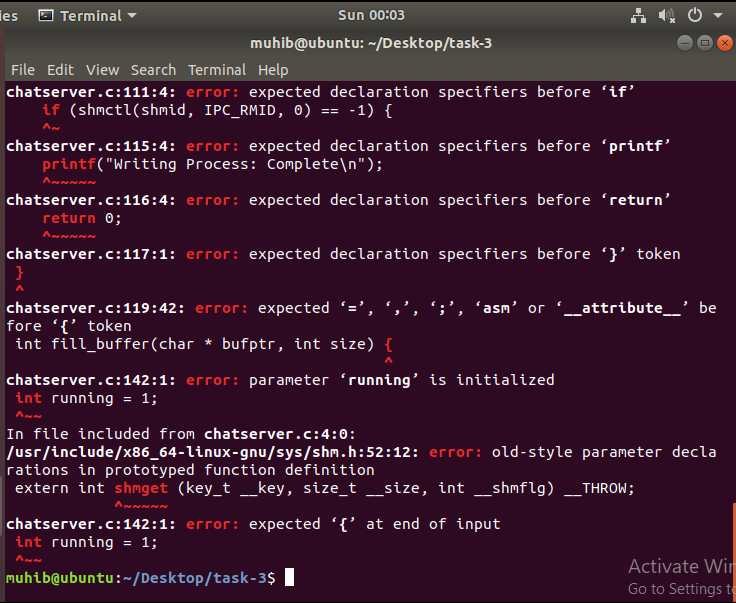 ies Terminal Sun 00:03
muhib@ubuntu: ~/Desktop/task-3
File Edit View Search Terminal Help
chatserver.c:111:4: error: expected declaration specifiers before ‘if’
if (shmctl(shmid, IPC_RMID, 0) == -1) {
^~
chatserver.c:115:4: error: expected declaration specifiers before ‘printf’
printf("Writing Process: Complete\n");
^~~~~~
chatserver.c:116:4: error: expected declaration specifiers before ‘return’
return 0;
^~~~~~
chatserver.c:117:1: error: expected declaration specifiers before ‘}’ token
}
^
chatserver.c:119:42: error: expected ‘=’, ‘,’, ‘;’, ‘asm’ or ‘__attribute__’ be
fore ‘{’ token
int fill_buffer(char * bufptr, int size) {
^
chatserver.c:142:1: error: parameter ‘running’ is initialized
int running = 1;
^~~
In file included from chatserver.c:4:0:
/usr/include/x86_64-linux-gnu/sys/shm.h:52:12: error: old-style parameter decla
rations in prototyped function definition
extern int shmget (key_t __key, size_t __size, int __shmflg) __THROW;
^~~~~~
chatserver.c:142:1: error: expected ‘{’ at end of input
int running = 1;
^~~
muhib@ubuntu:~/Desktop/task-3$
Activate Win
Go to Settings t